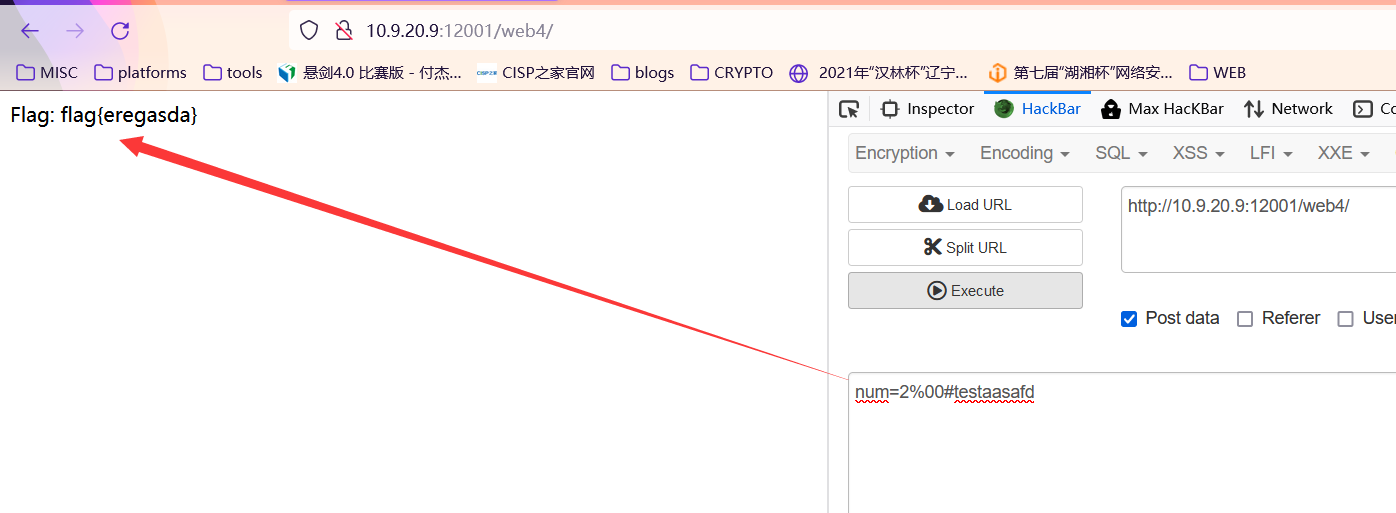 10.9.20.9:12001/web4/
MISC platforms tools 悬剑4.0 比赛版 - 付杰... CISP之家官网 blogs CRYPTO 2021年“汉林杯”辽宁... 第七届“湖湘杯”网络安... WEB
Flag: flag{eregasda}
Inspector HackBar Max HacKBar Network Co
Encryption Encoding SQL XSS LFI XXE
Load URL
http://10.9.20.9:12001/web4/
Split URL
Execute
Post data Referer User
num=2%00#testaasafd